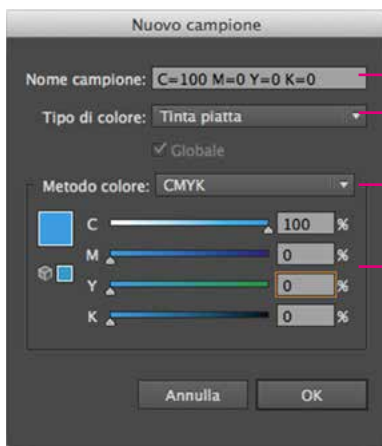 Nuovo campione
Nome campione: C=100 M=0 Y=0 K=0
Tipo di colore: Tinta piatta
Globale
Metodo colore: CMYK
C 100 %
M 0 %
Y 0 %
K 0 %
Annulla OK